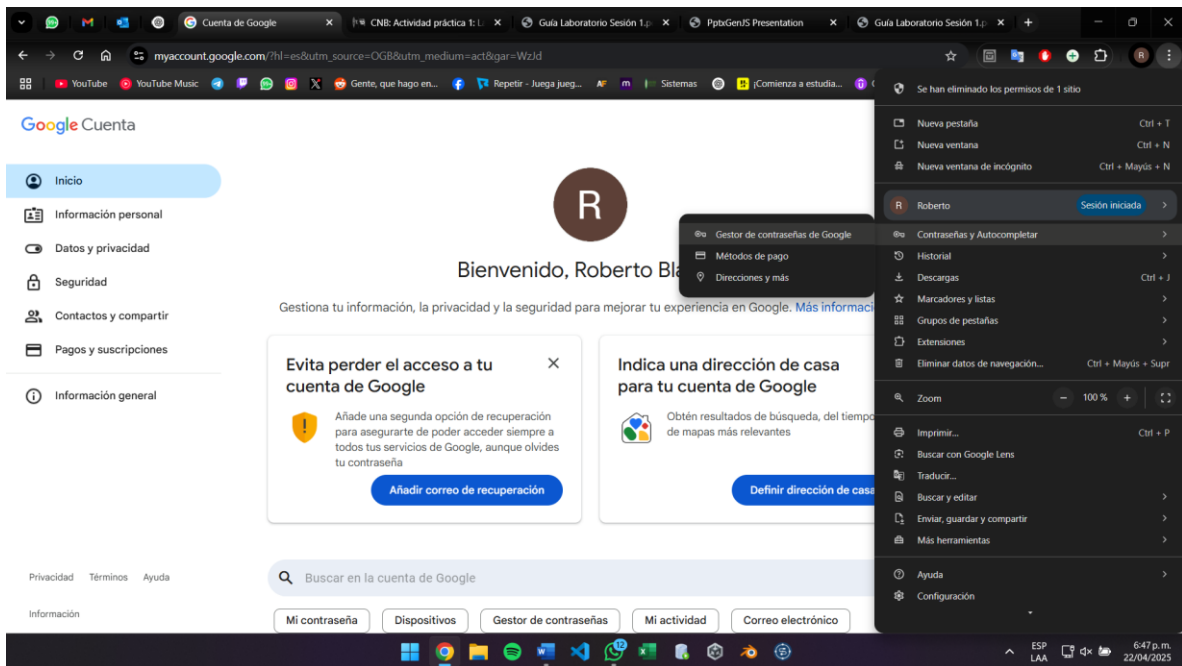 Cuenta de Google
CNB: Actividad práctica 1: L
Guía Laboratorio Sesión 1.p
PptxGenJS Presentation
Guía Laboratorio Sesión 1.p
myaccount.google.com/?hl=es&utm_source=OGB&utm_medium=act&gar=WzJd
YouTube
YouTube Music
Gente, que hago en...
Repetir - Juega jueg...
Sistemas
¡Comienza a estudia...
Google Cuenta
Inicio
Información personal
Datos y privacidad
Seguridad
Contactos y compartir
Pagos y suscripciones
Información general
Privacidad Términos Ayuda
Información
R
Bienvenido, Roberto Bla
Gestiona tu información, la privacidad y la seguridad para mejorar tu experiencia en Google. Más informaci
Evita perder el acceso a tu
cuenta de Google
Añade una segunda opción de recuperación
para asegurarte de poder acceder siempre a
todos tus servicios de Google, aunque olvides
tu contraseña
Añadir correo de recuperación
Indica una dirección de casa
para tu cuenta de Google
Obtén resultados de búsqueda, del tiempo
de mapas más relevantes
Definir dirección de casa
Buscar en la cuenta de Google
Mi contraseña
Dispositivos
Gestor de contraseñas
Mi actividad
Correo electrónico
Gestor de contraseñas de Google
Métodos de pago
Direcciones y más
Se han eliminado los permisos de 1 sitio
Nueva pestaña Ctrl + T
Nueva ventana Ctrl + N
Nueva ventana de incógnito Ctrl + Mayús + N
R Roberto Sesión iniciada
Contraseñas y Autocompletar
Historial
Descargas Ctrl + J
Marcadores y listas
Grupos de pestañas
Extensiones
Eliminar datos de navegación... Ctrl + Mayús + Supr
Zoom − 100 % +
Imprimir... Ctrl + P
Buscar con Google Lens
Traducir...
Buscar y editar
Enviar, guardar y compartir
Más herramientas
Ayuda
Configuración
ESP
LAA
6:47 p. m.
22/04/2025